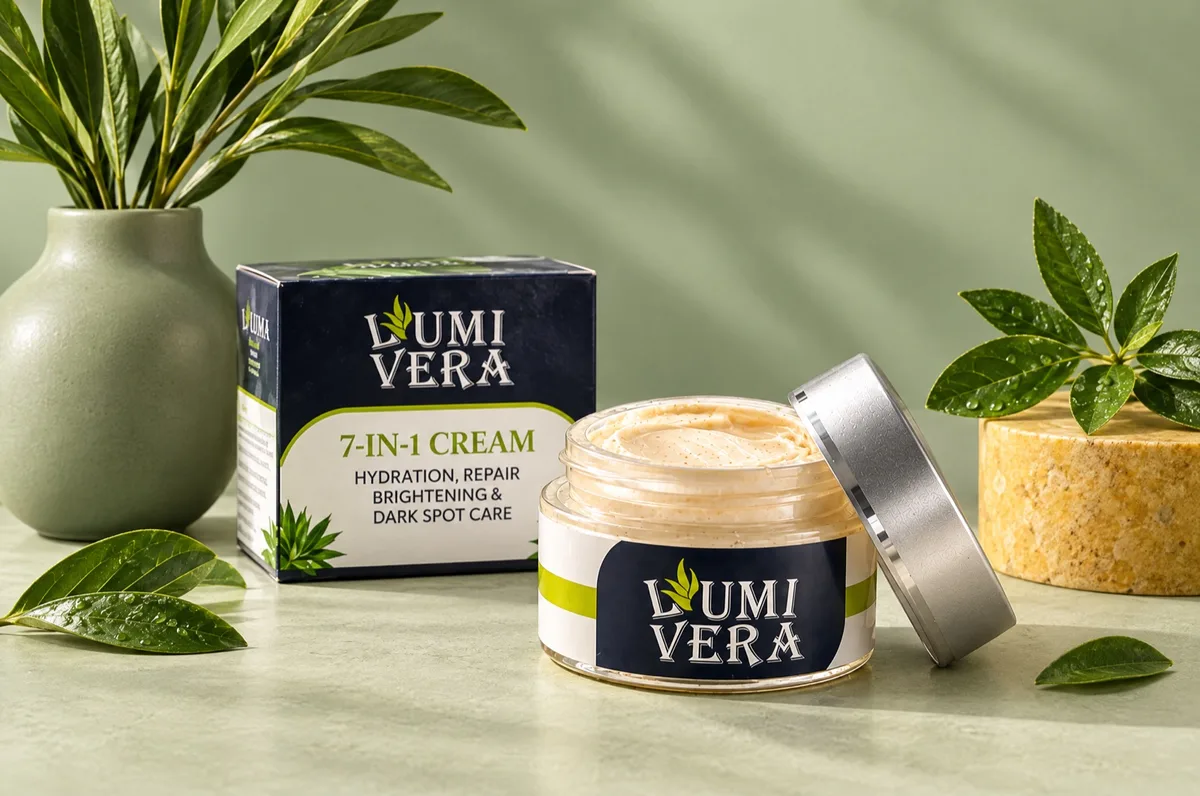 LUMI
VERA
7-IN-1 CREAM
HYDRATION, REPAIR
BRIGHTENING &
DARK SPOT CARE
LUMA
LUMI
VERA